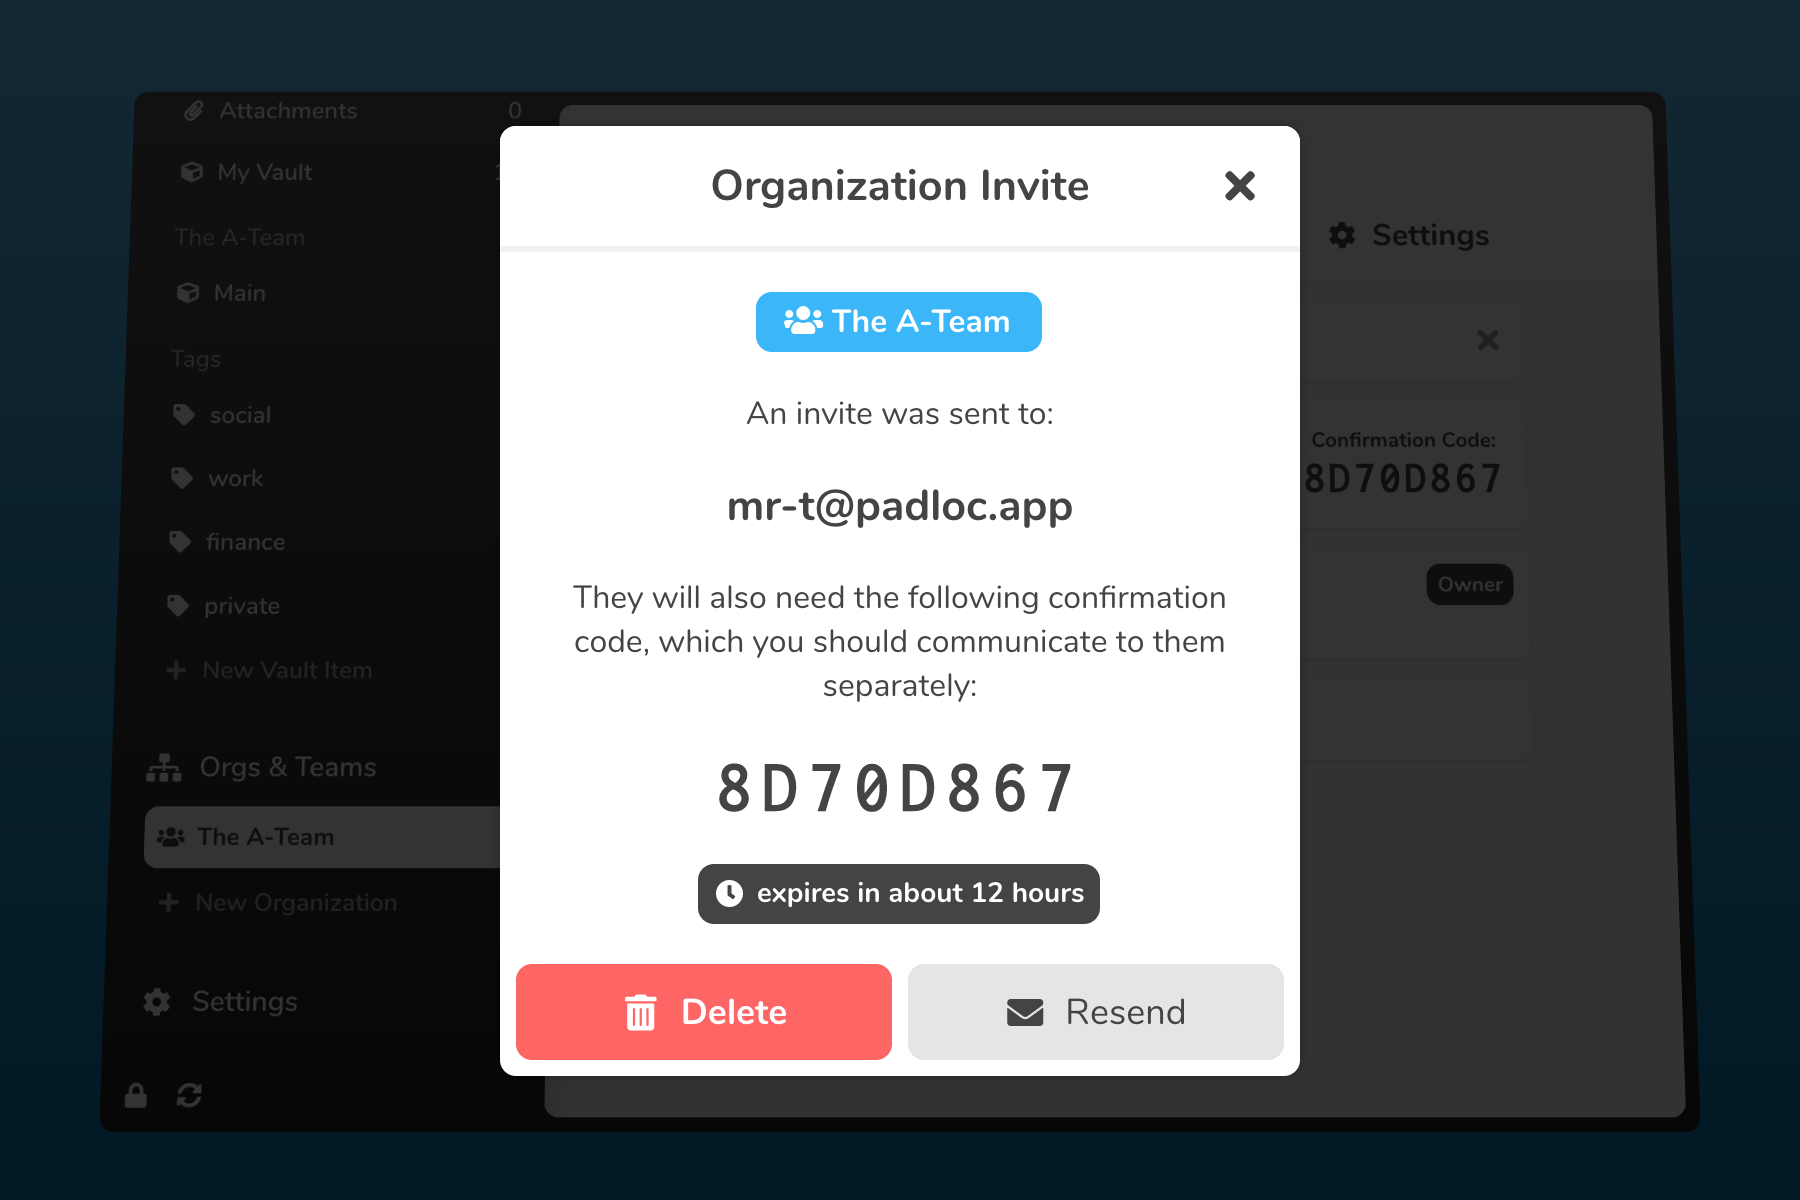 Attachments 0
My Vault
The A-Team
Main
Tags
social
work
finance
private
New Vault Item
Orgs & Teams
The A-Team
New Organization
Settings
Organization Invite
The A-Team
An invite was sent to:
mr-t@padloc.app
They will also need the following confirmation
code, which you should communicate to them
separately:
8D70D867
expires in about 12 hours
Delete
Resend
Settings
Confirmation Code:
8D70D867
Owner